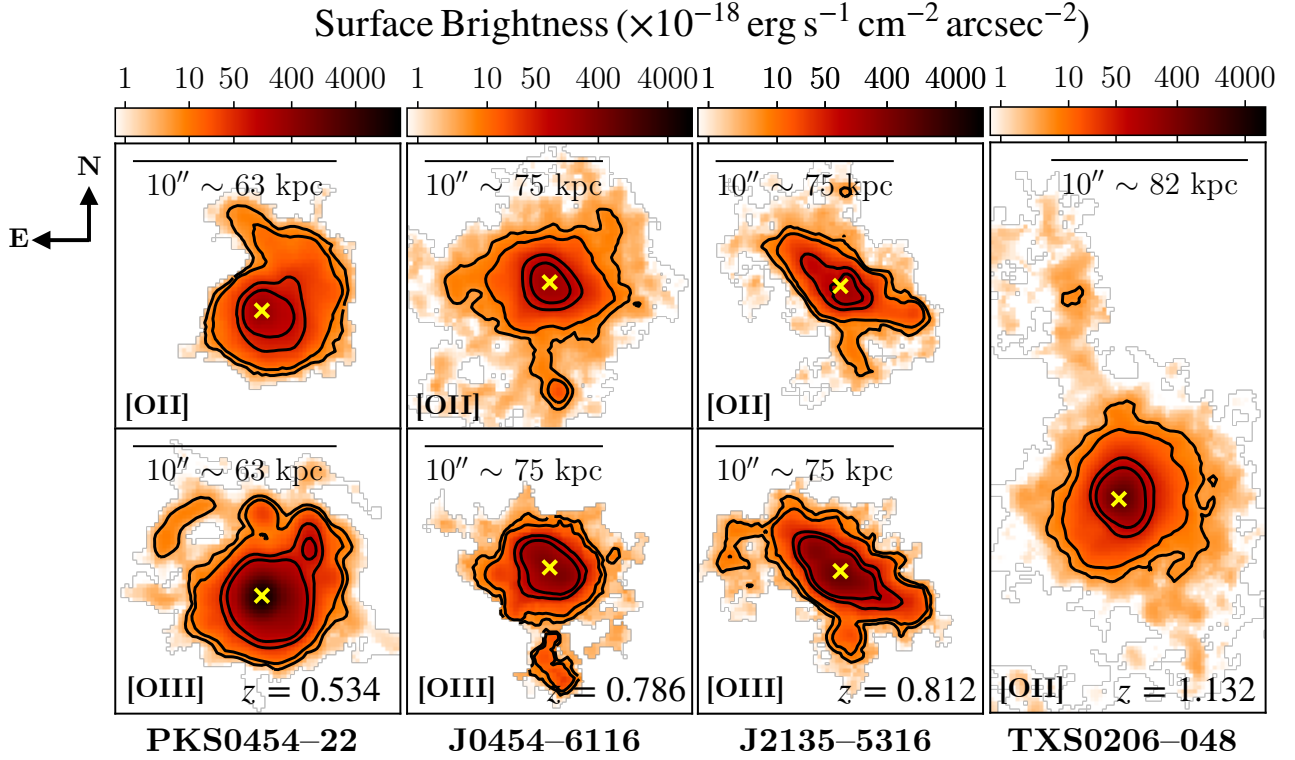 Surface Brightness (×10⁻¹⁸ erg s⁻¹ cm⁻² arcsec⁻²)
1 10 50 400 4000 1 10 50 400 4000 1 10 50 400 4000 1 10 50 400 4000
N
E
10″ ∼ 63 kpc 10″ ∼ 75 kpc 10″ ∼ 75 kpc 10″ ∼ 82 kpc
[OII] [OII] [OII]
10″ ∼ 63 kpc 10″ ∼ 75 kpc 10″ ∼ 75 kpc
[OIII] z = 0.534 [OIII] z = 0.786 [OIII] z = 0.812 [OII] z = 1.132
PKS0454–22 J0454–6116 J2135–5316 TXS0206–048